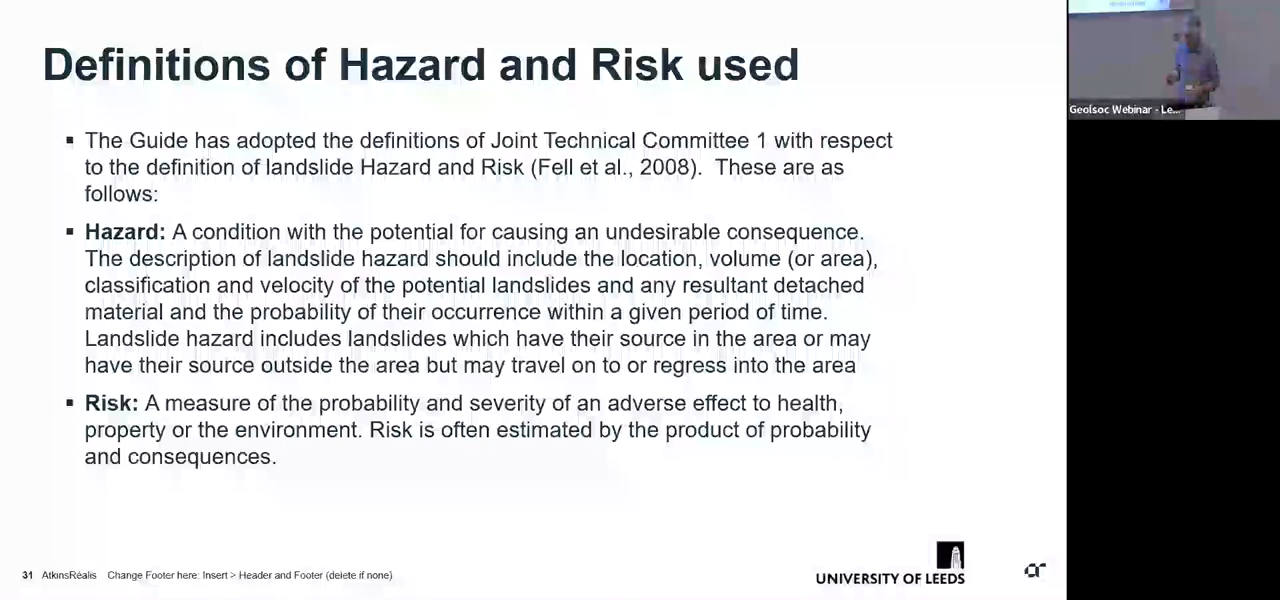 Definitions of Hazard and Risk used
▪ The Guide has adopted the definitions of Joint Technical Committee 1 with respect
to the definition of landslide Hazard and Risk (Fell et al., 2008). These are as
follows:
▪ Hazard: A condition with the potential for causing an undesirable consequence.
The description of landslide hazard should include the location, volume (or area),
classification and velocity of the potential landslides and any resultant detached
material and the probability of their occurrence within a given period of time.
Landslide hazard includes landslides which have their source in the area or may
have their source outside the area but may travel on to or regress into the area
▪ Risk: A measure of the probability and severity of an adverse effect to health,
property or the environment. Risk is often estimated by the product of probability
and consequences.
31 AtkinsRéalis Change Footer here: Insert > Header and Footer (delete if none)
UNIVERSITY OF LEEDS
Geolsoc Webinar - Le...